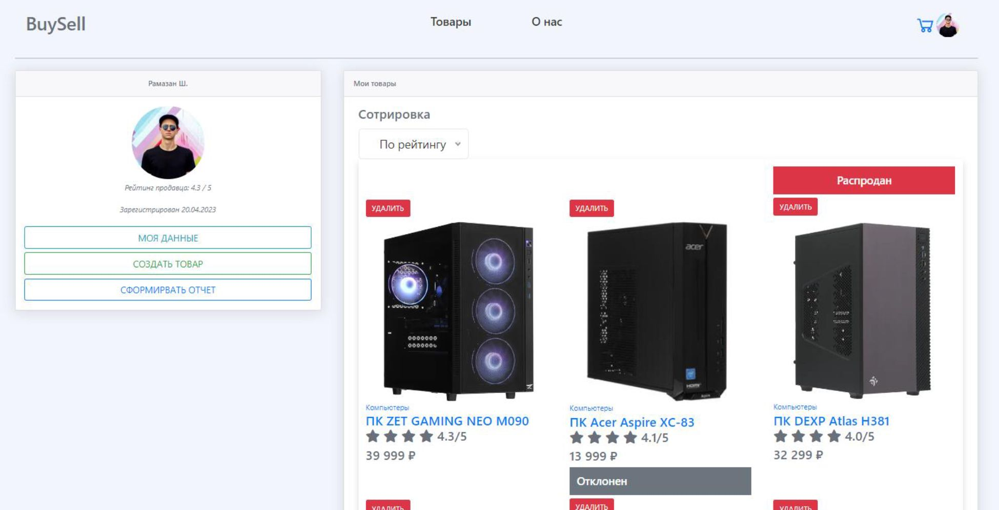 BuySell
Товары
О нас
Рамазан Ш.
Рейтинг продавца: 4.3 / 5
Зарегистрирован 20.04.2023
МОЯ ДАННЫЕ
СОЗДАТЬ ТОВАР
СФОРМИРВАТЬ ОТЧЕТ
Мои товары
Сотрировка
По рейтингу
УДАЛИТЬ
Компьютеры
ПК ZET GAMING NEO M090
4.3/5
39 999 ₽
УДАЛИТЬ
acer
HDMI
Aspire
Компьютеры
ПК Acer Aspire XC-83
4.1/5
13 999 ₽
Распродан
УДАЛИТЬ
Компьютеры
ПК DEXP Atlas H381
4.0/5
32 299 ₽
УДАЛИТЬ
Отклонен
УДАЛИТЬ
УДАЛИТЬ